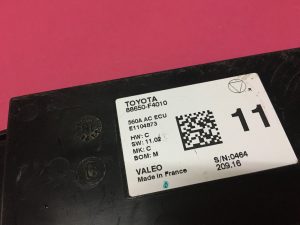 TOYOTA
88650-F4010
560A AC ECU
E1104873
HW: C
SW: 11.02
MK: C
BOM: M
11
VALEO
Made in France
S/N:0464
209.16